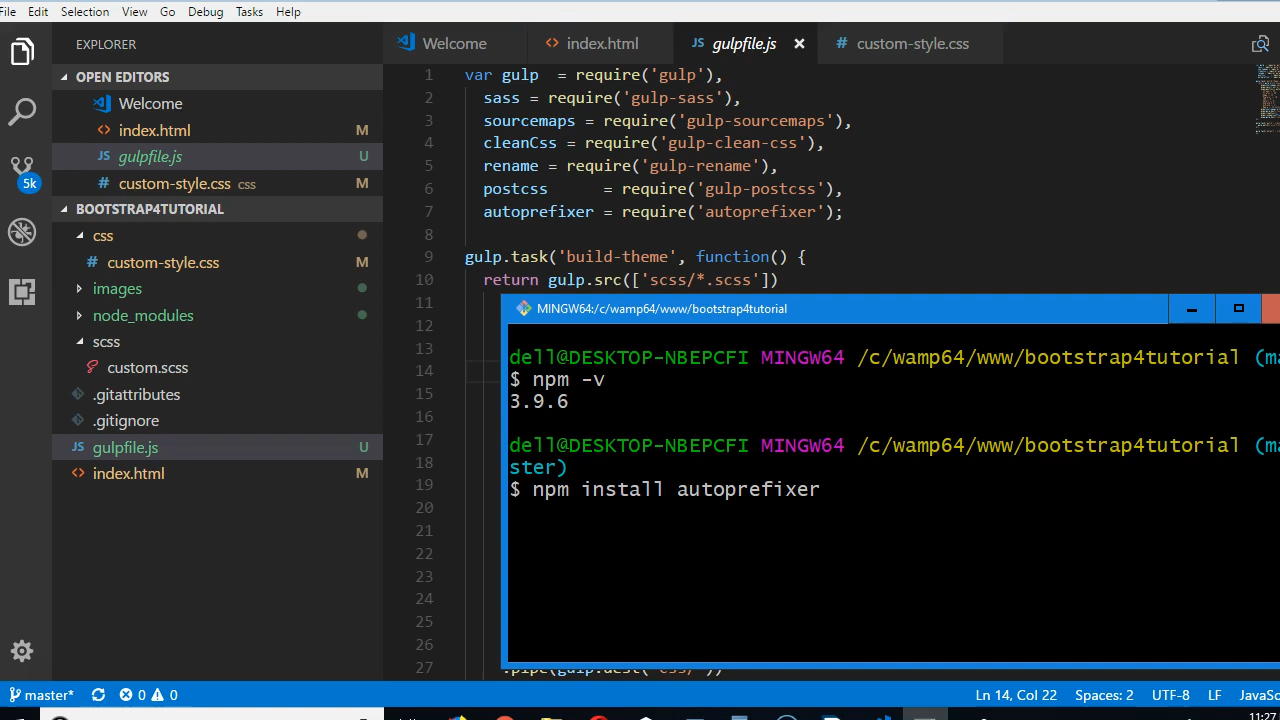 File Edit Selection View Go Debug Tasks Help
EXPLORER
OPEN EDITORS
Welcome
index.html M
JS gulpfile.js U
# custom-style.css css M
BOOTSTRAP4TUTORIAL
css
# custom-style.css M
images
node_modules
scss
custom.scss
.gitattributes
.gitignore
JS gulpfile.js U
index.html M
5k
Welcome
<> index.html
JS gulpfile.js ×
# custom-style.css
1 var gulp  = require('gulp'),
2 sass = require('gulp-sass'),
3 sourcemaps = require('gulp-sourcemaps'),
4 cleanCss = require('gulp-clean-css'),
5 rename = require('gulp-rename'),
6 postcss      = require('gulp-postcss'),
7 autoprefixer = require('autoprefixer');
8
9 gulp.task('build-theme', function() {
10 return gulp.src(['scss/*.scss'])
11
12
13
14
15
16
17
18
19
20
21
22
23
24
25
26
27
MINGW64:/c/wamp64/www/bootstrap4tutorial
dell@DESKTOP-NBEPCFI MINGW64 /c/wamp64/www/bootstrap4tutorial (ma
$ npm -v
3.9.6
dell@DESKTOP-NBEPCFI MINGW64 /c/wamp64/www/bootstrap4tutorial (ma
ster)
$ npm install autoprefixer
master* 0 0
Ln 14, Col 22 Spaces: 2 UTF-8 LF JavaSc
11:27